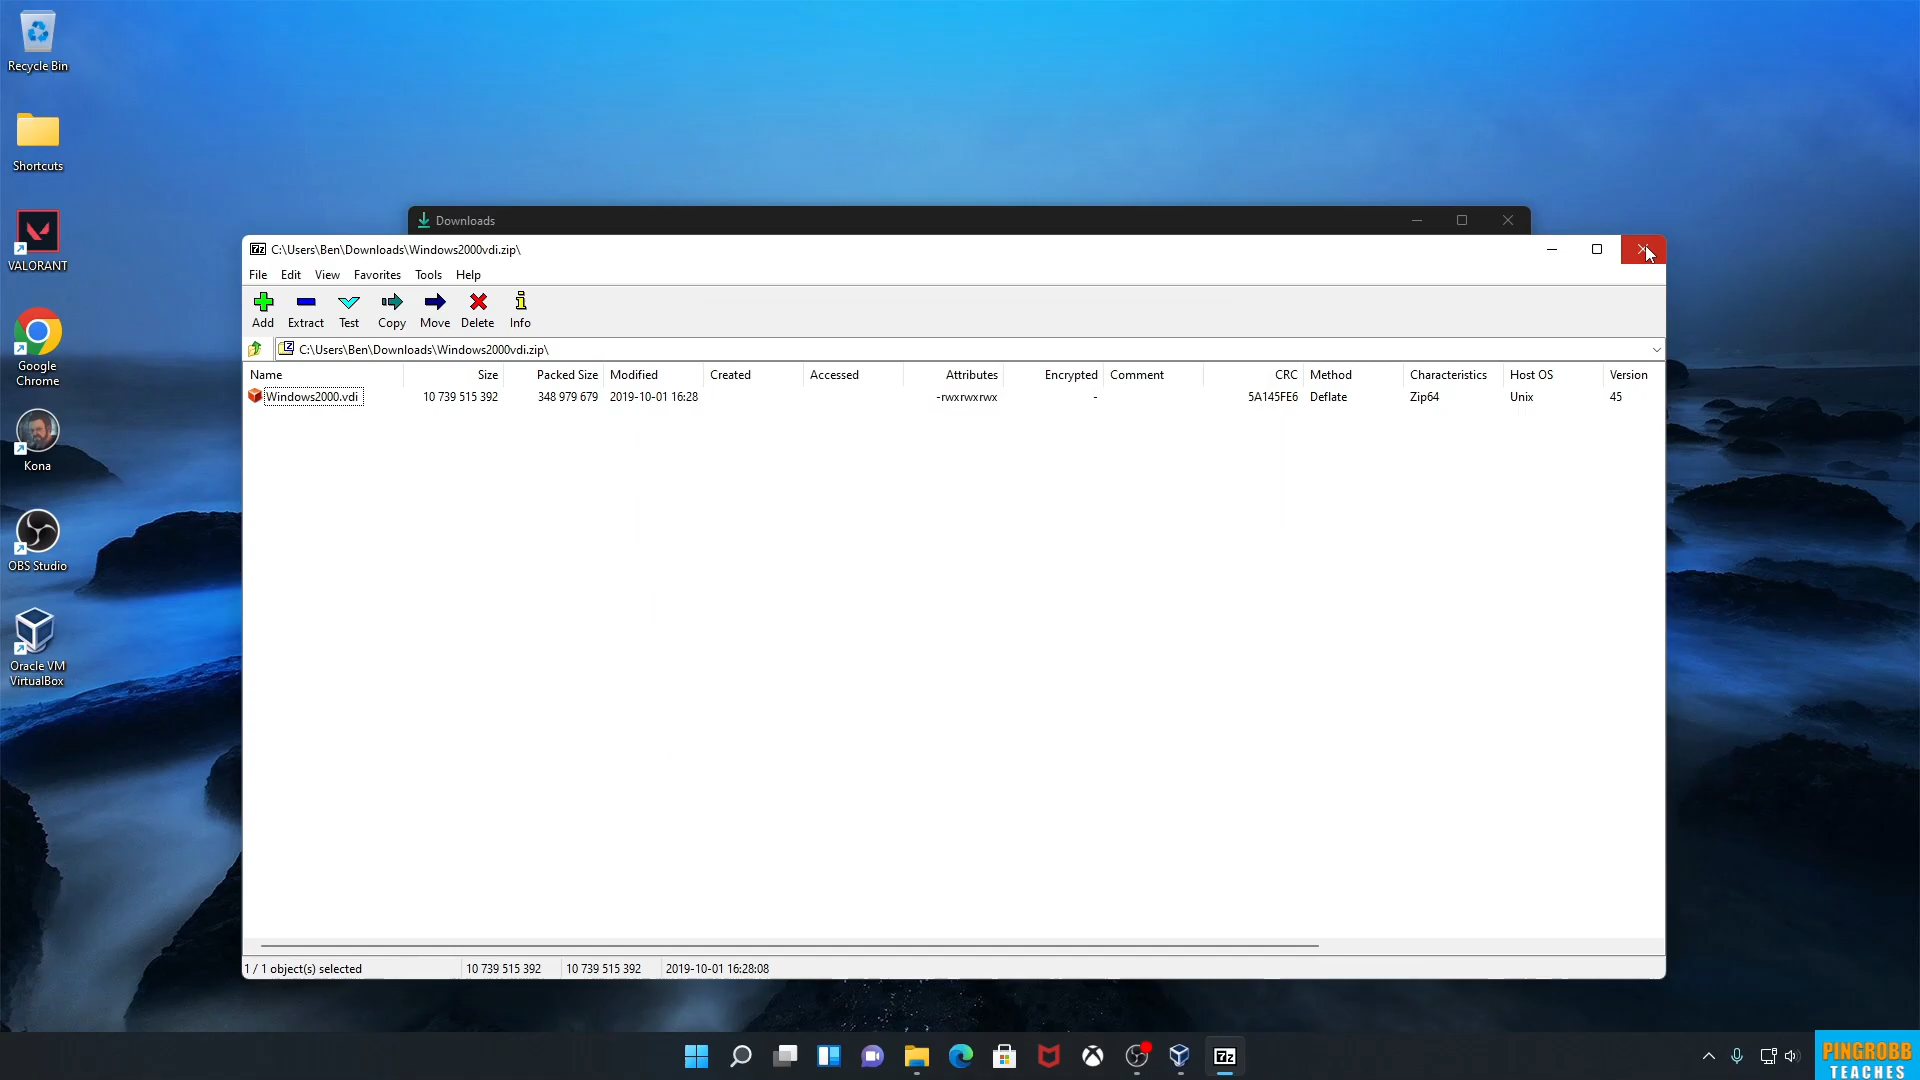 Recycle Bin
Shortcuts
VALORANT
Google
Chrome
Kona
OBS Studio
Oracle VM
VirtualBox
Downloads
7z C:\Users\Ben\Downloads\Windows2000vdi.zip\
File Edit View Favorites Tools Help
Add Extract Test Copy Move Delete Info
C:\Users\Ben\Downloads\Windows2000vdi.zip\
Name Size Packed Size Modified Created Accessed Attributes Encrypted Comment CRC Method Characteristics Host OS Version
Windows2000.vdi 10 739 515 392 348 979 679 2019-10-01 16:28 -rwxrwxrwx - 5A145FE6 Deflate Zip64 Unix 45
1 / 1 object(s) selected 10 739 515 392 10 739 515 392 2019-10-01 16:28:08
7z
PINGROBB
TEACHES